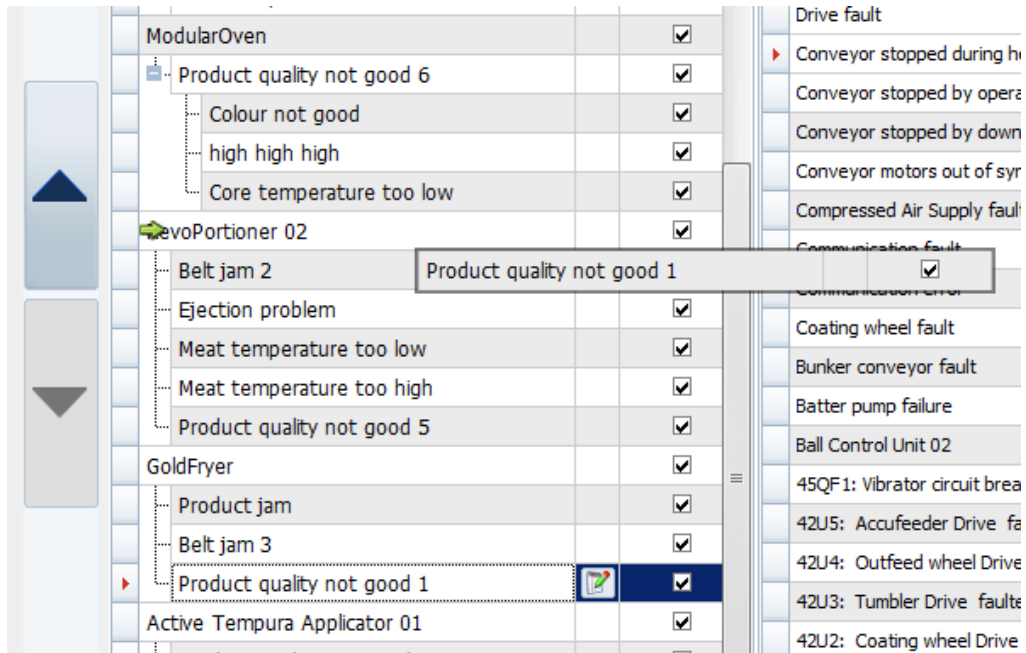 ModularOven
Product quality not good 6
Colour not good
high high high
Core temperature too low
evoPortioner 02
Belt jam 2
Product quality not good 1
Ejection problem
Meat temperature too low
Meat temperature too high
Product quality not good 5
GoldFryer
Product jam
Belt jam 3
Product quality not good 1
Active Tempura Applicator 01
Drive fault
Conveyor stopped during h
Conveyor stopped by opera
Conveyor stopped by down
Conveyor motors out of syn
Compressed Air Supply fault
Communication fault
Communication error
Coating wheel fault
Bunker conveyor fault
Batter pump failure
Ball Control Unit 02
45QF1: Vibrator circuit brea
42U5: Accufeeder Drive fa
42U4: Outfeed wheel Drive
42U3: Tumbler Drive faulte
42U2: Coating wheel Drive